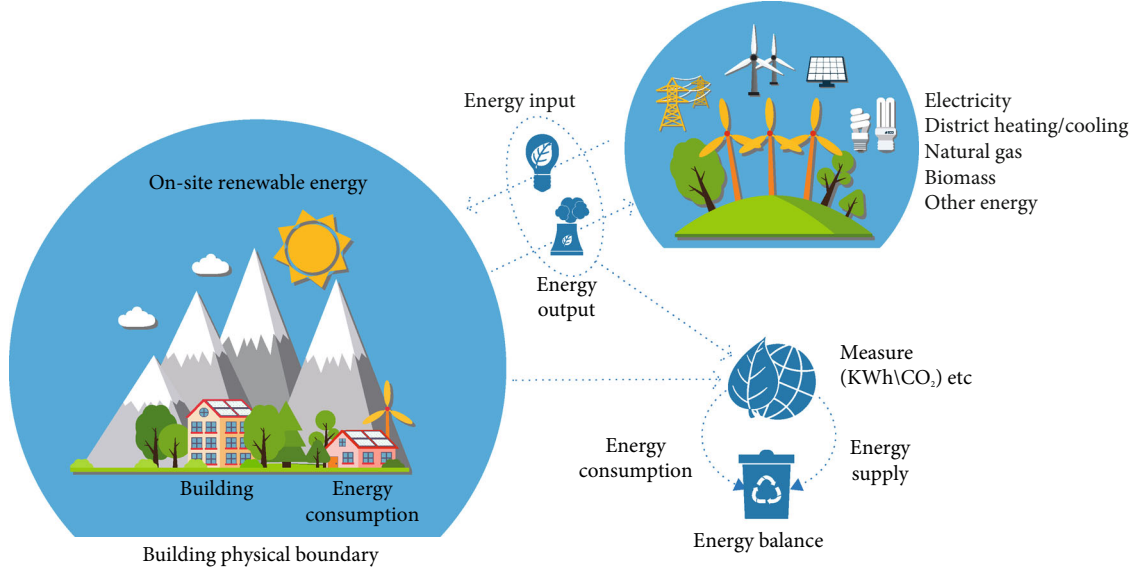 Energy input
Electricity
District heating/cooling
Natural gas
Biomass
Other energy
On-site renewable energy
Energy
output
Measure
(KWh\CO₂) etc
Energy
consumption
Energy
supply
Building
Energy
consumption
Energy balance
Building physical boundary